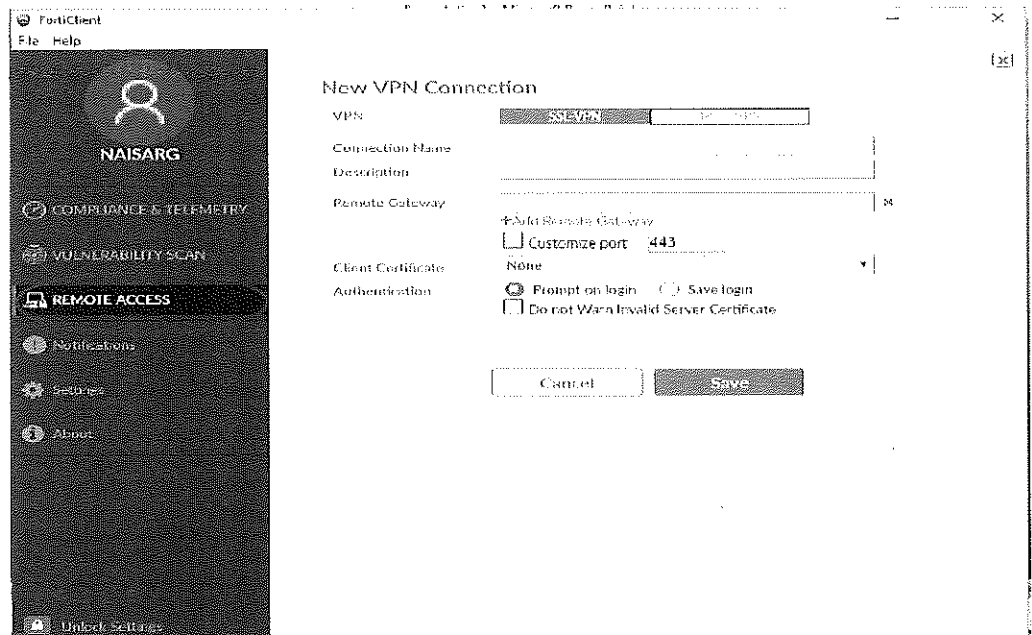 FortiClient
File Help
NAISARG
COMPLIANCE & TELEMETRY
VULNERABILITY SCAN
REMOTE ACCESS
Notifications
Settings
About
Unlock Settings
New VPN Connection
VPN SSL-VPN
Connection Name
Description
Remote Gateway
+Add Remote Gateway
Customize port 443
Client Certificate None
Authentication Prompt on login Save login
Do not Warn Invalid Server Certificate
Cancel Save